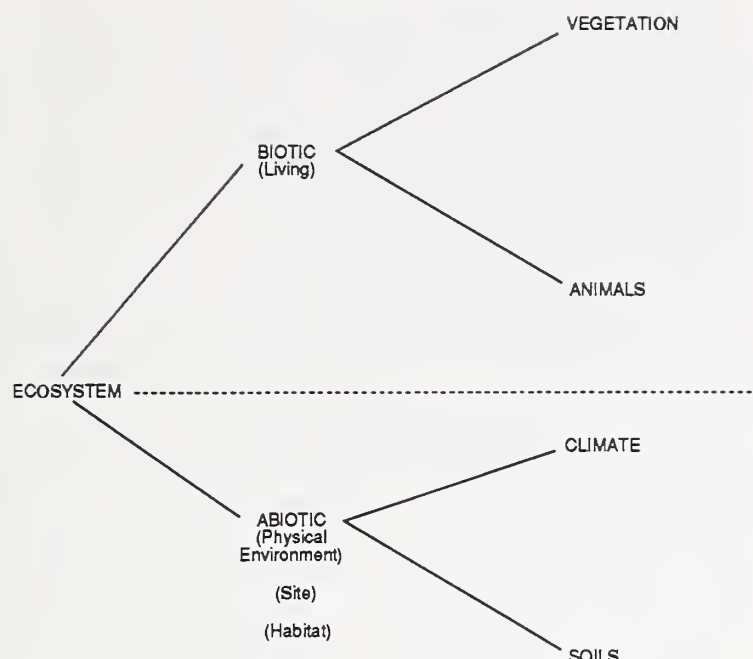 VEGETATION
BIOTIC
(Living)
ANIMALS
ECOSYSTEM
CLIMATE
ABIOTIC
(Physical
Environment)
(Site)
(Habitat)
SOILS